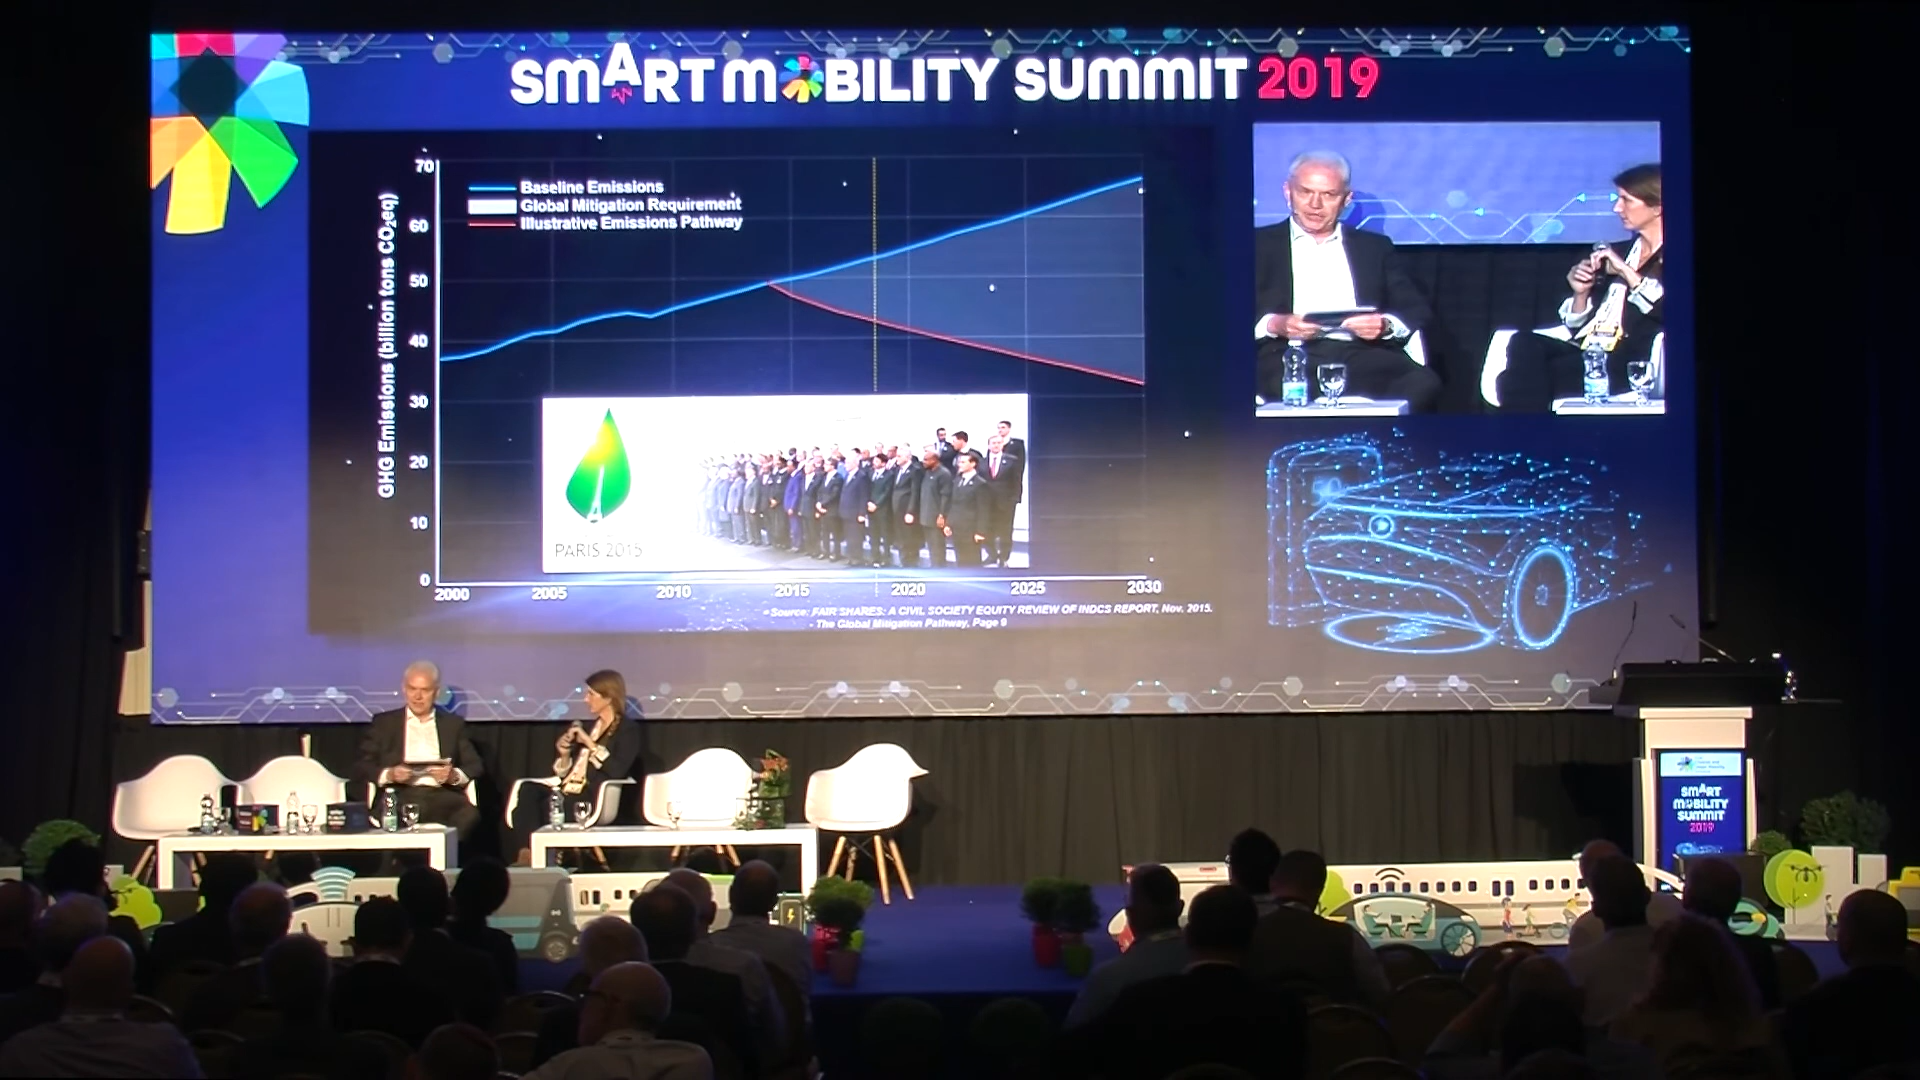 SMART MOBILITY SUMMIT 2019
70
60
50
40
30
20
10
0
GHG Emissions (billion tons CO₂eq)
Baseline Emissions
Global Mitigation Requirement
Illustrative Emissions Pathway
PARIS 2015
2000 2005 2010 2015 2020 2025 2030
* Source: FAIR SHARES: A CIVIL SOCIETY EQUITY REVIEW OF INDCS REPORT, Nov. 2015.
- The Global Mitigation Pathway, Page 9
SMART
MOBILITY
SUMMIT
2019